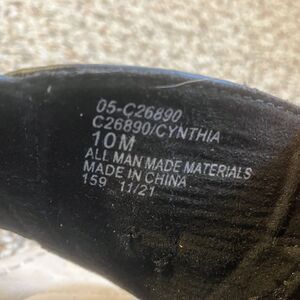 05-C26890
C26890/CYNTHIA
10M
ALL MAN MADE MATERIALS
MADE IN CHINA
159 11/21